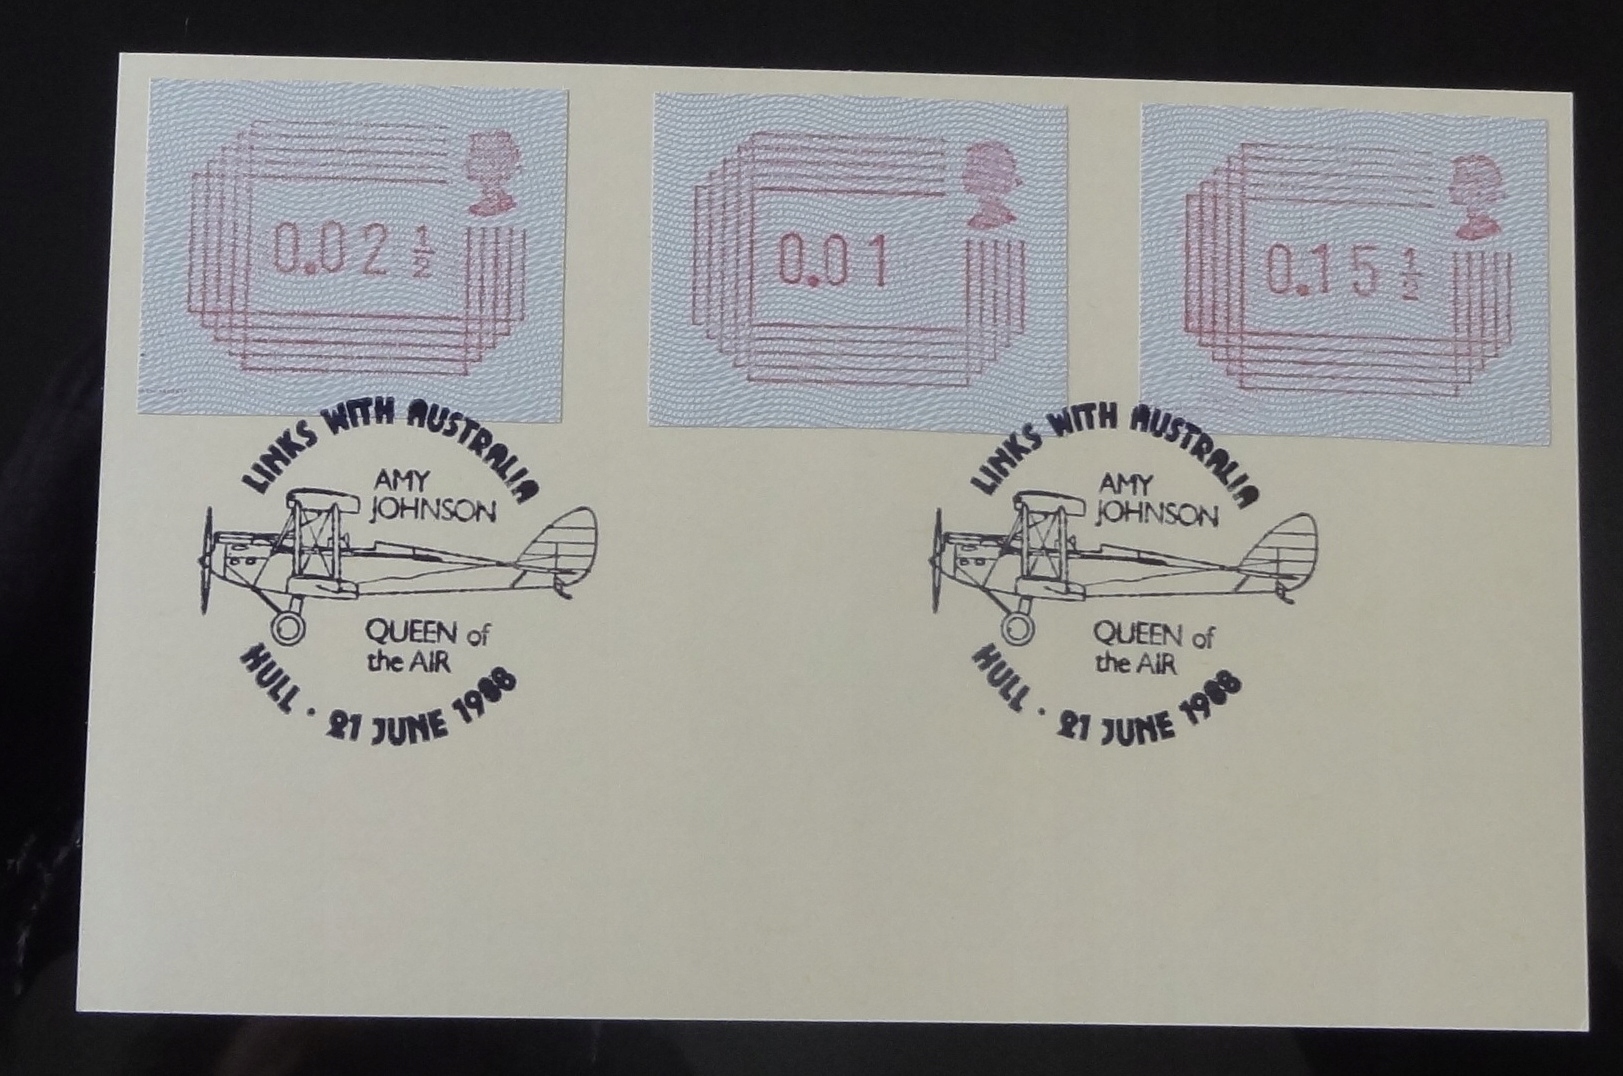 0.02 ½
0.01
0.15 ½
LINKS WITH AUSTRALIA
AMY
JOHNSON
QUEEN of
the AIR
HULL · 21 JUNE 1988
LINKS WITH AUSTRALIA
AMY
JOHNSON
QUEEN of
the AIR
HULL · 21 JUNE 1988